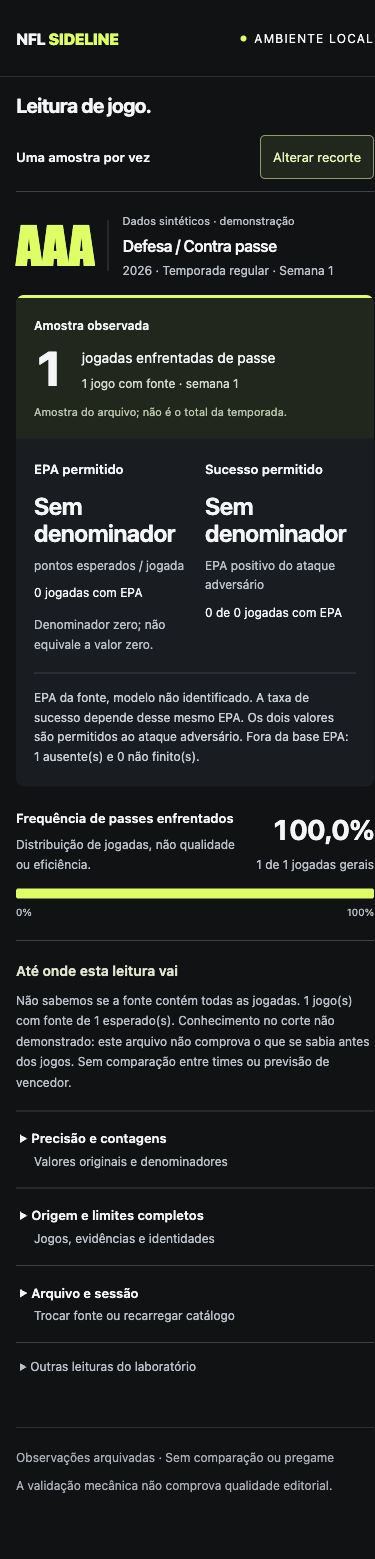 NFL SIDELINE
AMBIENTE LOCAL
Leitura de jogo.
Uma amostra por vez
Alterar recorte
AAA
Dados sintéticos · demonstração
Defesa / Contra passe
2026 · Temporada regular · Semana 1
Amostra observada
1
jogadas enfrentadas de passe
1 jogo com fonte · semana 1
Amostra do arquivo; não é o total da temporada.
EPA permitido
Sem
denominador
pontos esperados / jogada
0 jogadas com EPA
Denominador zero; não
equivale a valor zero.
Sucesso permitido
Sem
denominador
EPA positivo do ataque
adversário
0 de 0 jogadas com EPA
EPA da fonte, modelo não identificado. A taxa de
sucesso depende desse mesmo EPA. Os dois valores
são permitidos ao ataque adversário. Fora da base EPA:
1 ausente(s) e 0 não finito(s).
Frequência de passes enfrentados
Distribuição de jogadas, não qualidade
ou eficiência.
100,0%
1 de 1 jogadas gerais
0%
100%
Até onde esta leitura vai
Não sabemos se a fonte contém todas as jogadas. 1 jogo(s)
com fonte de 1 esperado(s). Conhecimento no corte não
demonstrado: este arquivo não comprova o que se sabia antes
dos jogos. Sem comparação entre times ou previsão de
vencedor.
Precisão e contagens
Valores originais e denominadores
Origem e limites completos
Jogos, evidências e identidades
Arquivo e sessão
Trocar fonte ou recarregar catálogo
Outras leituras do laboratório
Observações arquivadas · Sem comparação ou pregame
A validação mecânica não comprova qualidade editorial.